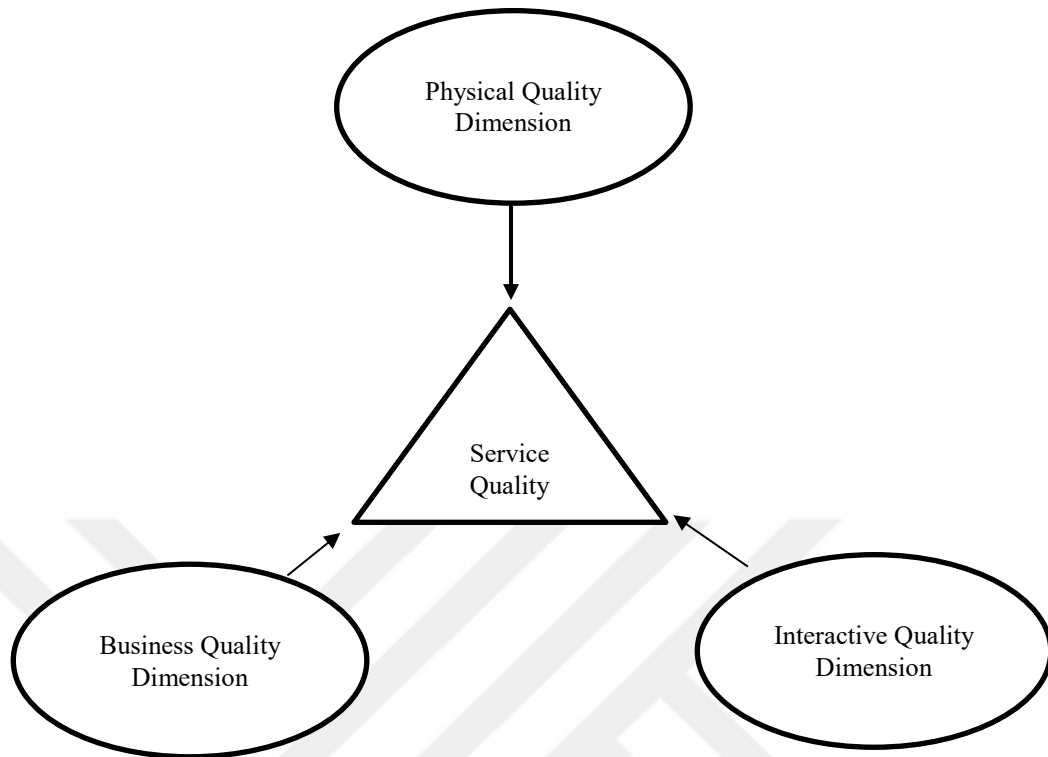 Physical Quality
Dimension
Service
Quality
Business Quality
Dimension
Interactive Quality
Dimension